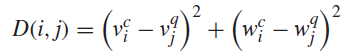 D(i, j) = (v_i^c − v_j^q)^2 + (w_i^c − w_j^q)^2